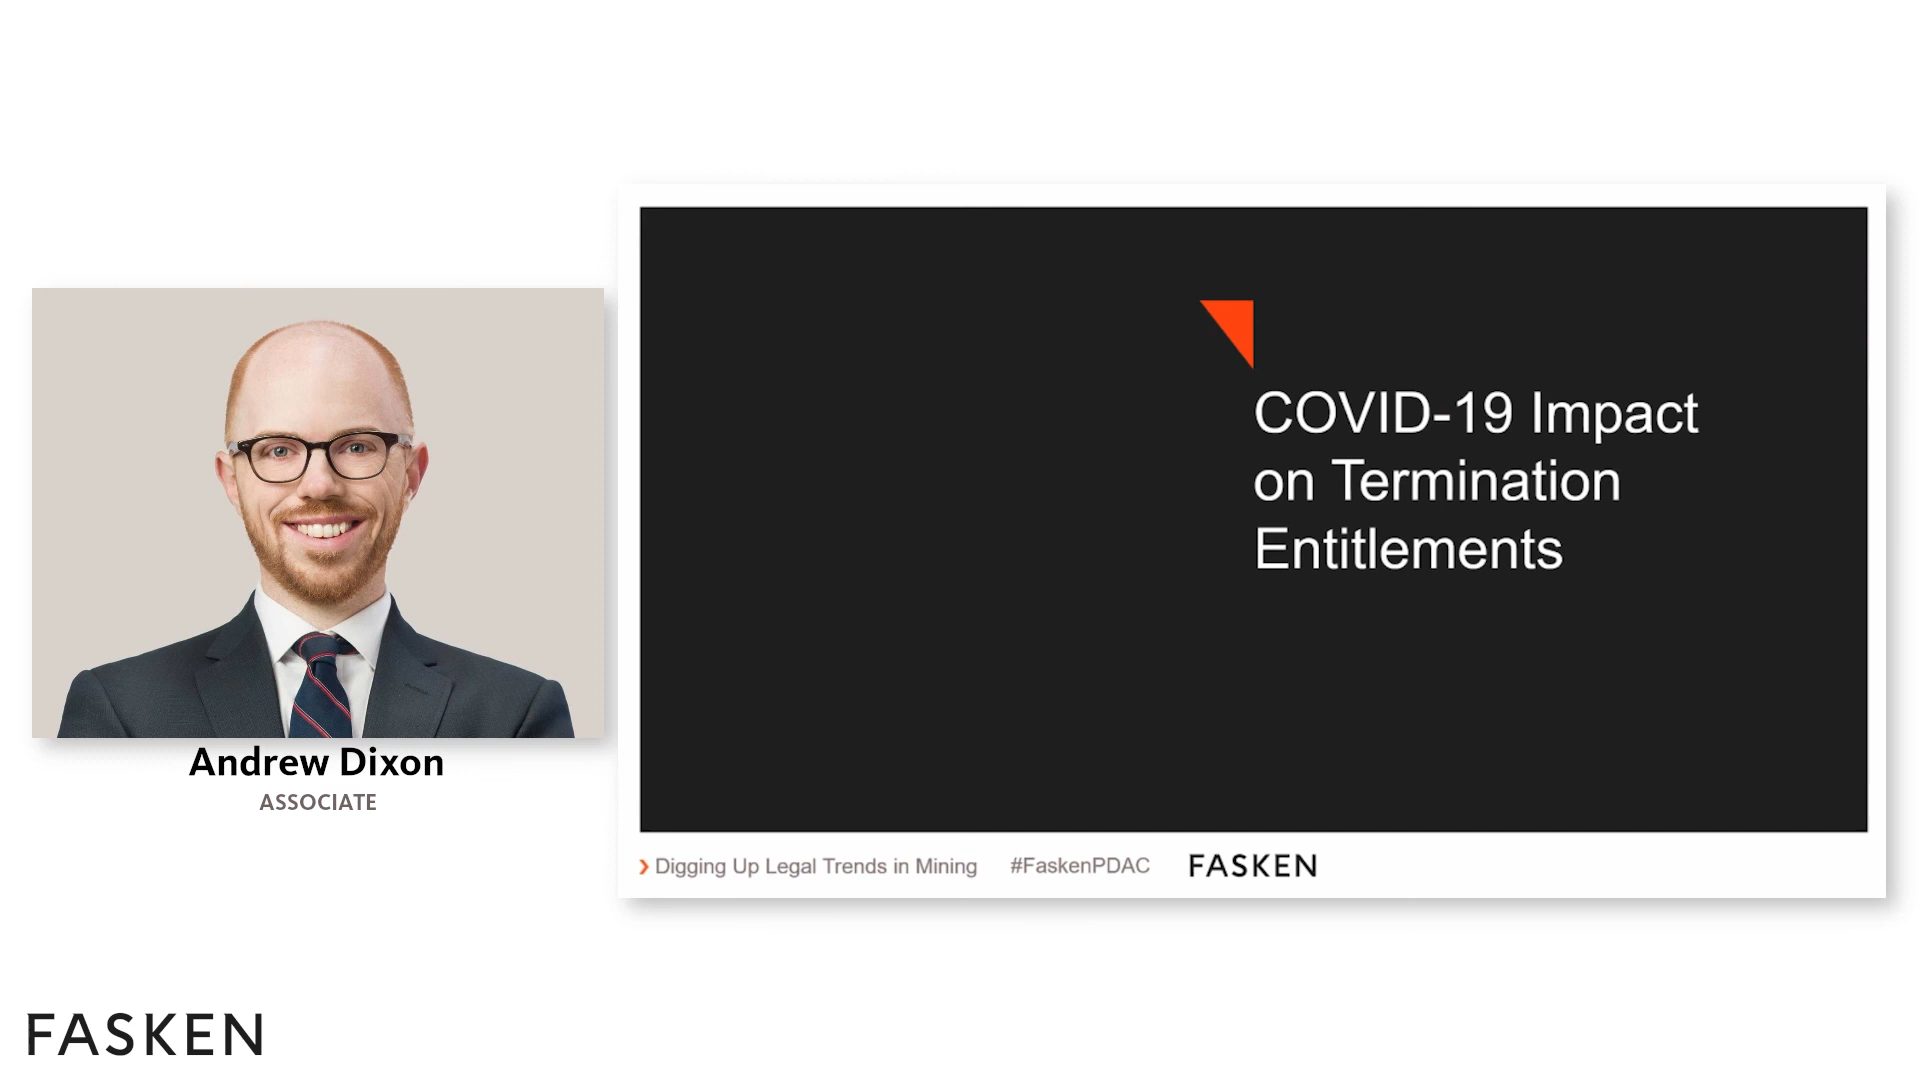 COVID-19 Impact
on Termination
Entitlements
Andrew Dixon
ASSOCIATE
❯ Digging Up Legal Trends in Mining #FaskenPDAC FASKEN
FASKEN